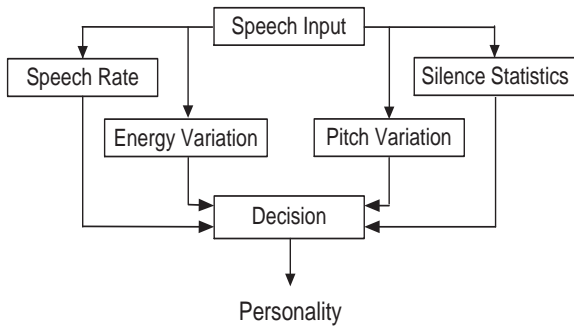 Speech Input
Speech Rate
Silence Statistics
Energy Variation
Pitch Variation
Decision
Personality